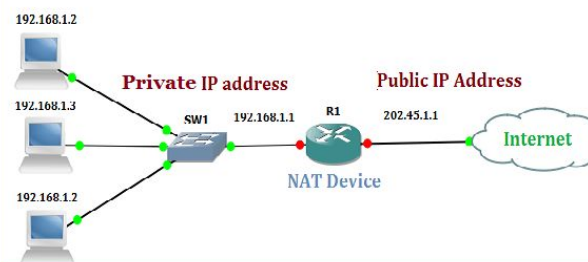 192.168.1.2
Private IP address
Public IP Address
192.168.1.3
SW1
192.168.1.1
R1
202.45.1.1
Internet
NAT Device
192.168.1.2